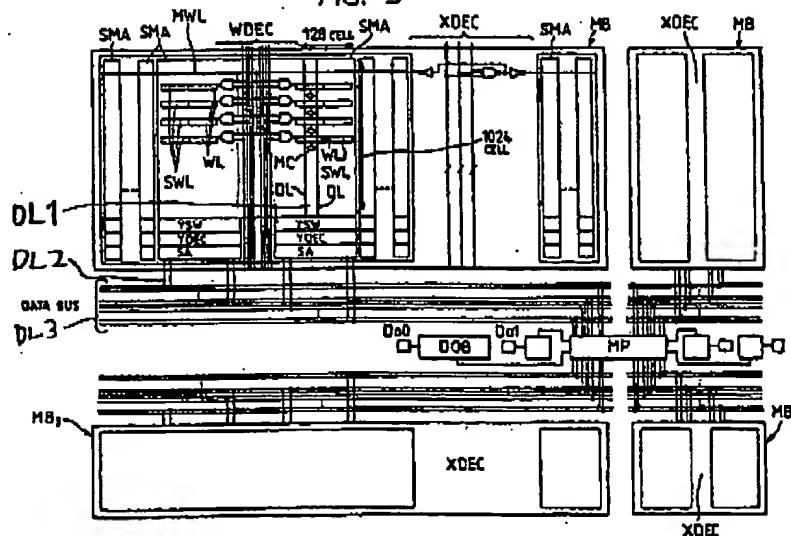 MWL
WDEC
128 CELL
XDEC
SMA
SMA
SMA
SMA
MB
XDEC
MB
1024 CELL
SWL
WL
MC
DL
WL
SWL
DL
DL1
YSW
YDEC
SA
YSW
YDEC
SA
DL2
DATA BUS
DL3
Do0
DOB
Do1
MP
MB
XDEC
MB
XDEC